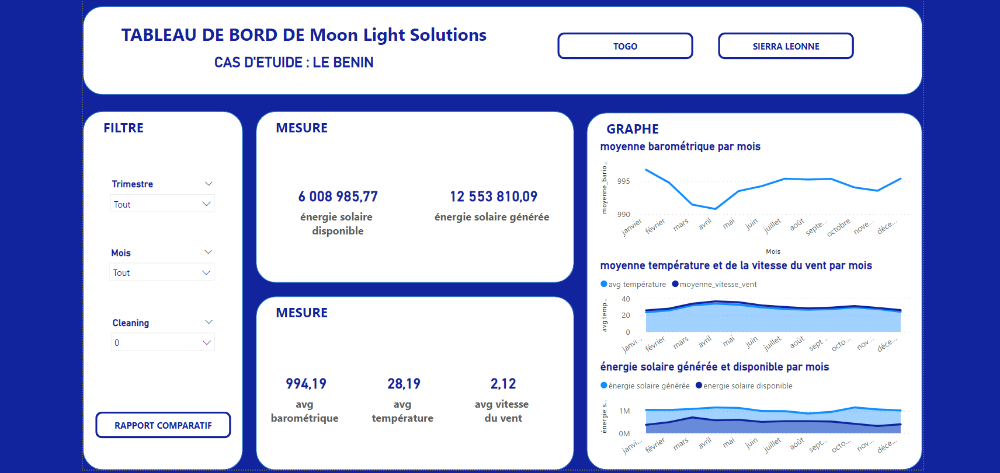 TABLEAU DE BORD DE Moon Light Solutions
CAS D'ETUIDE : LE BENIN
TOGO
SIERRA LEONNE
FILTRE
Trimestre
Tout
Mois
Tout
Cleaning
0
RAPPORT COMPARATIF
MESURE
6 008 985,77
énergie solaire
disponible
12 553 810,09
énergie solaire générée
MESURE
994,19
avg
barométrique
28,19
avg
température
2,12
avg vitesse
du vent
GRAPHE
moyenne barométrique par mois
moyenne_bario...
995
990
janvier
février
mars
avril
mai
juin
juillet
août
septe...
octobre
nove...
déce...
Mois
moyenne température et de la vitesse du vent par mois
avg température
moyenne_vitesse_vent
avg temp...
40
20
0
janvi...
février
mars
avril
mai
juin
juillet
août
sept...
octo...
nov...
déce...
énergie solaire générée et disponible par mois
énergie solaire générée
energie solaire disponible
énergie s...
1M
0M
janvi...
février
mars
avril
mai
juin
juillet
août
sept...
octo...
nov...
déce...